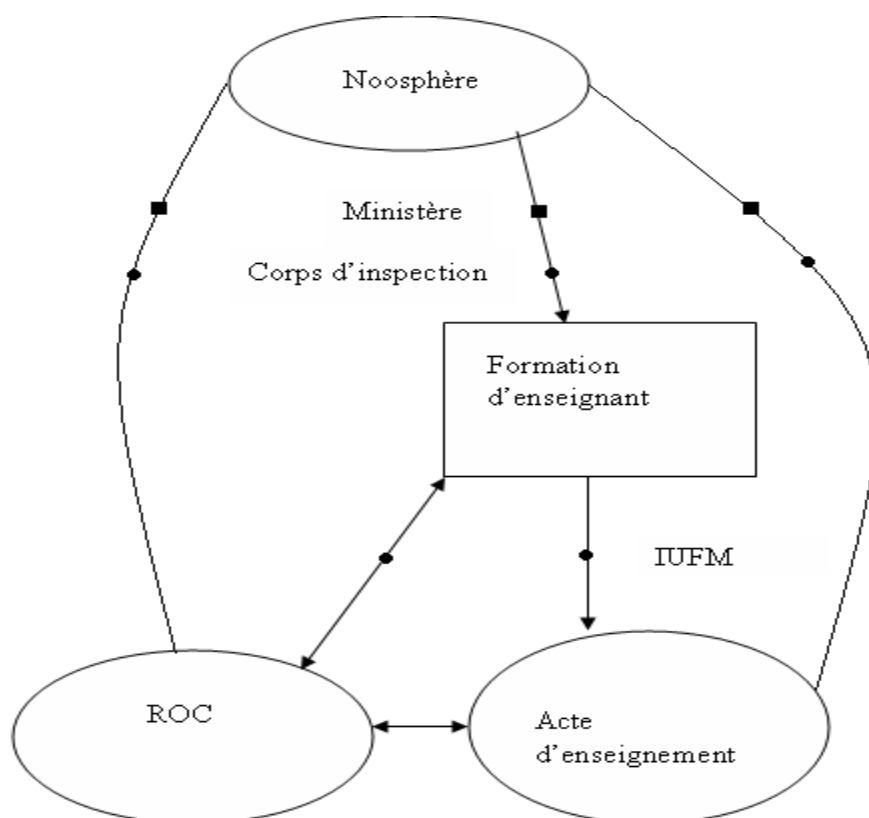 Noosphère
Ministère
Corps d'inspection
Formation
d'enseignant
IUFM
ROC
Acte
d'enseignement